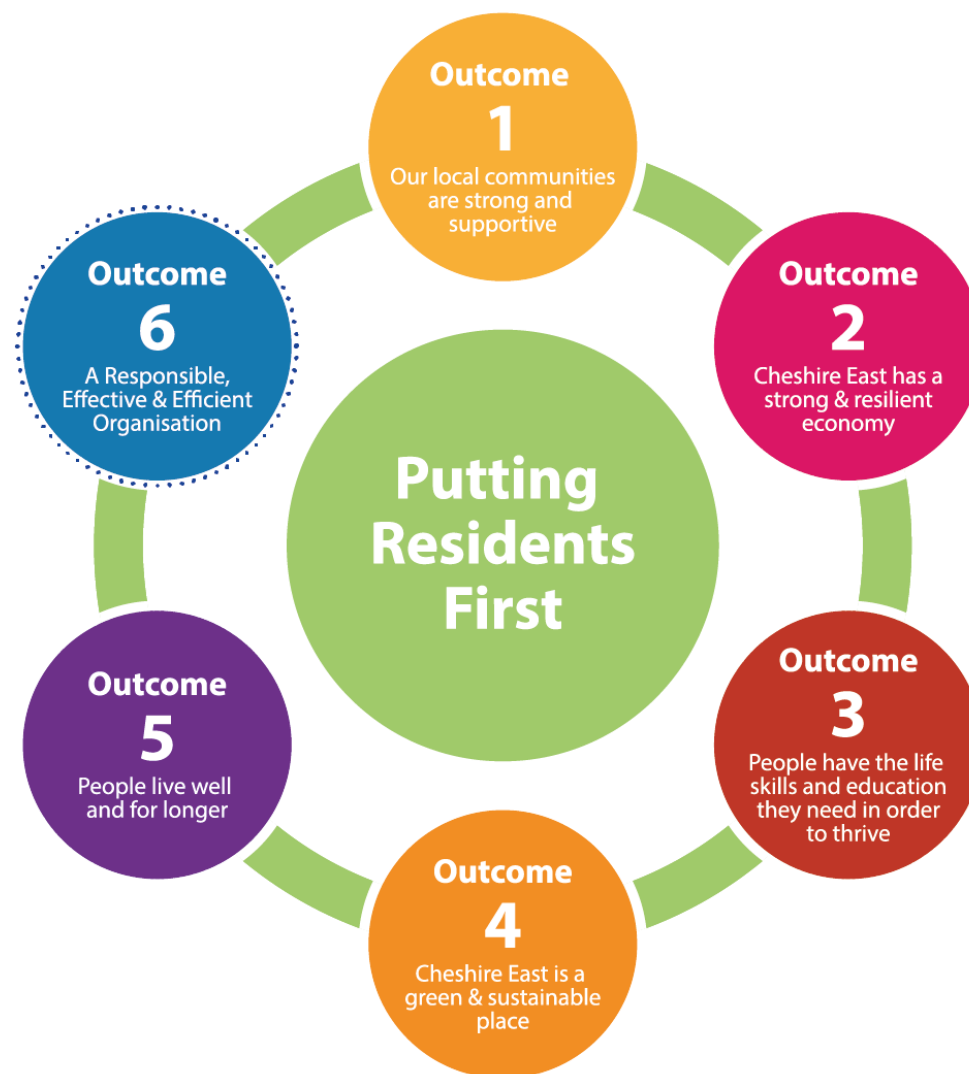 Outcome
1
Our local communities
are strong and
supportive
Outcome
2
Cheshire East has a
strong & resilient
economy
Outcome
3
People have the life
skills and education
they need in order
to thrive
Outcome
4
Cheshire East is a
green & sustainable
place
Outcome
5
People live well
and for longer
Outcome
6
A Responsible,
Effective & Efficient
Organisation
Putting
Residents
First